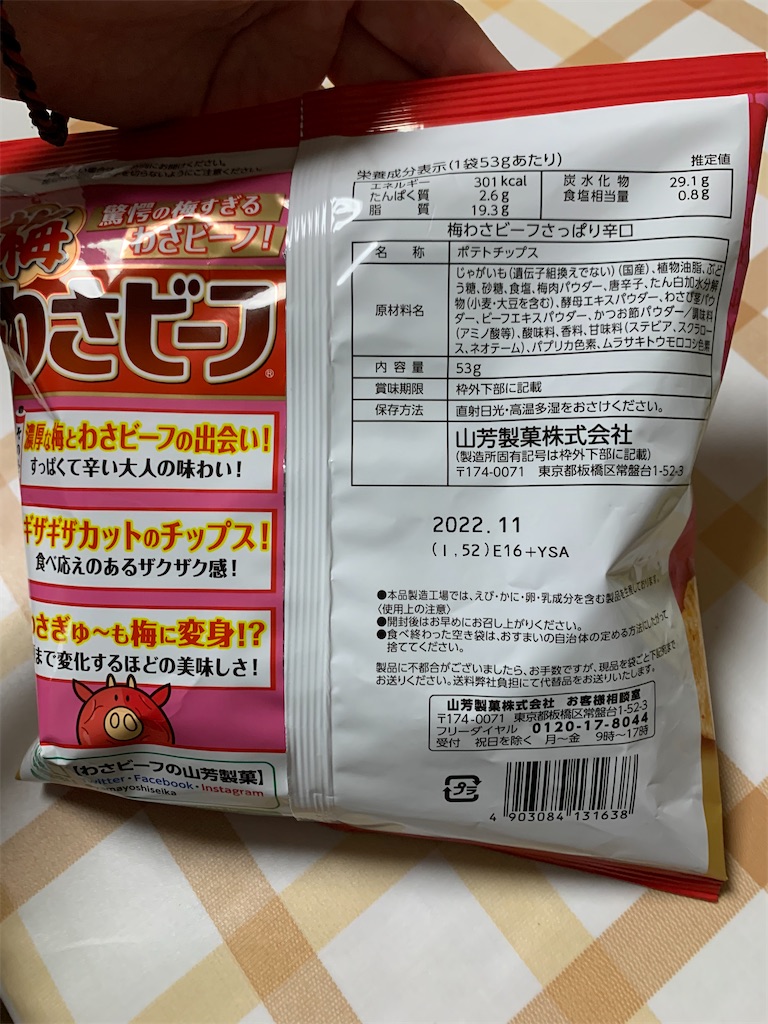 梅
驚愕の梅すぎる
わさビーフ!
わさビーフ®
濃厚な梅とわさビーフの出会い!
すっぱくて辛い大人の味わい!
ギザギザカットのチップス!
食べ応えのあるザクザク感!
わさぎゅ〜も梅に変身!?
まで変化するほどの美味しさ!
【わさビーフの山芳製菓】
Twitter・Facebook・Instagram
yamayoshiseika
栄養成分表示(1袋53gあたり) 推定値
エネルギー 301kcal 炭水化物 29.1g
たんぱく質 2.6g 食塩相当量 0.8g
脂質 19.3g
梅わさビーフさっぱり辛口
名称 ポテトチップス
原材料名 じゃがいも(遺伝子組換えでない)(国産)、植物油脂、ぶど
う糖、砂糖、食塩、梅肉パウダー、唐辛子、たん白加水分解
物(小麦・大豆を含む)、酵母エキスパウダー、わさび風パウ
ダー、ビーフエキスパウダー、かつお節パウダー/調味料
(アミノ酸等)、酸味料、香料、甘味料(ステビア、スクラロー
ス、ネオテーム)、パプリカ色素、ムラサキトウモロコシ色素
内容量 53g
賞味期限 枠外下部に記載
保存方法 直射日光・高温多湿をおさけください。
山芳製菓株式会社
(製造所固有記号は枠外下部に記載)
〒174-0071 東京都板橋区常盤台1-52-3
2022.11
(1.52)E16+YSA
●本品製造工場では、えび・かに・卵・乳成分を含む製品を生産しております。
〈使用上の注意〉
●開封後はお早めにお召し上がりください。
●食べ終わった空き袋は、おすまいの自治体の定める方法にしたがって
捨ててください。
製品に不都合がございましたら、お手数ですが、現品を袋ごと下記宛まで
お送りください。送料弊社負担にて代替品をお送りいたします。
山芳製菓株式会社 お客様相談室
〒174-0071 東京都板橋区常盤台1-52-3
フリーダイヤル 0120-17-8044
受付 祝日を除く 月〜金 9時〜17時
プラ
4 903084 131638